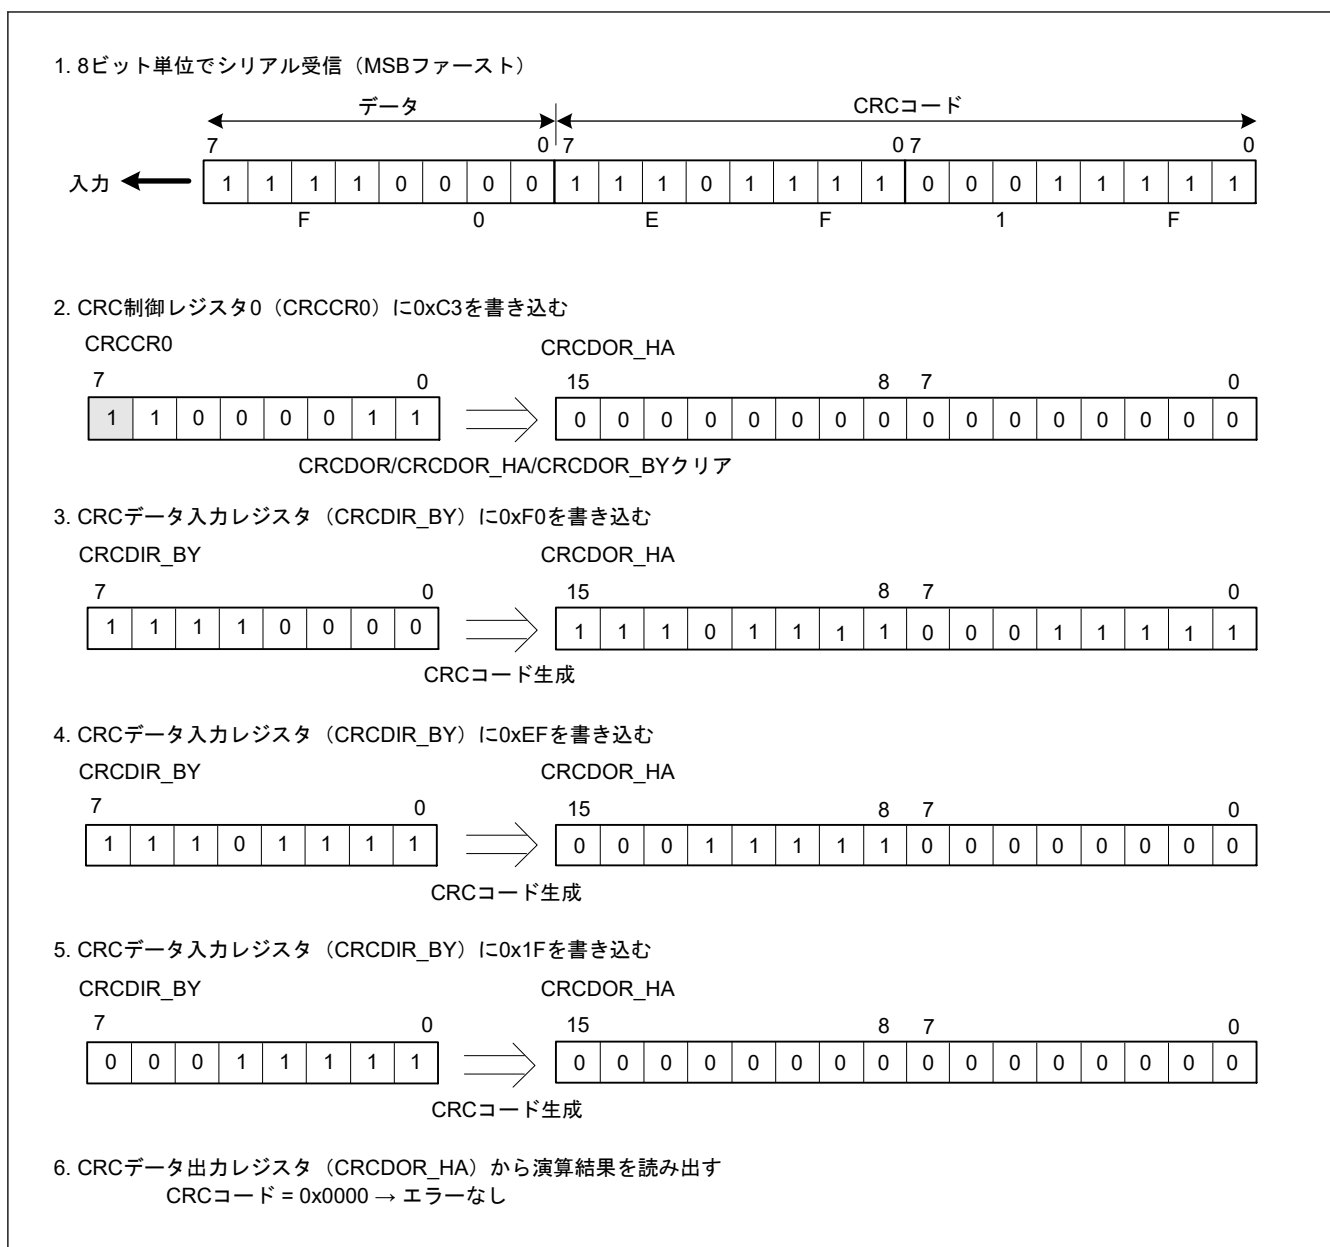 1. 8ビット単位でシリアル受信（MSBファースト）
データ CRCコード
7 0 7 0 7 0
入力 1 1 1 1 0 0 0 0 1 1 1 0 1 1 1 1 0 0 0 1 1 1 1 1
F 0 E F 1 F
2. CRC制御レジスタ0（CRCCR0）に0xC3を書き込む
CRCCR0 CRCDOR_HA
7 0 15 8 7 0
1 1 0 0 0 0 1 1 0 0 0 0 0 0 0 0 0 0 0 0 0 0 0 0
CRCDOR/CRCDOR_HA/CRCDOR_BYクリア
3. CRCデータ入力レジスタ（CRCDIR_BY）に0xF0を書き込む
CRCDIR_BY CRCDOR_HA
7 0 15 8 7 0
1 1 1 1 0 0 0 0 1 1 1 0 1 1 1 1 0 0 0 1 1 1 1 1
CRCコード生成
4. CRCデータ入力レジスタ（CRCDIR_BY）に0xEFを書き込む
CRCDIR_BY CRCDOR_HA
7 0 15 8 7 0
1 1 1 0 1 1 1 1 0 0 0 1 1 1 1 1 0 0 0 0 0 0 0 0
CRCコード生成
5. CRCデータ入力レジスタ（CRCDIR_BY）に0x1Fを書き込む
CRCDIR_BY CRCDOR_HA
7 0 15 8 7 0
0 0 0 1 1 1 1 1 0 0 0 0 0 0 0 0 0 0 0 0 0 0 0 0
CRCコード生成
6. CRCデータ出力レジスタ（CRCDOR_HA）から演算結果を読み出す
CRCコード = 0x0000 → エラーなし